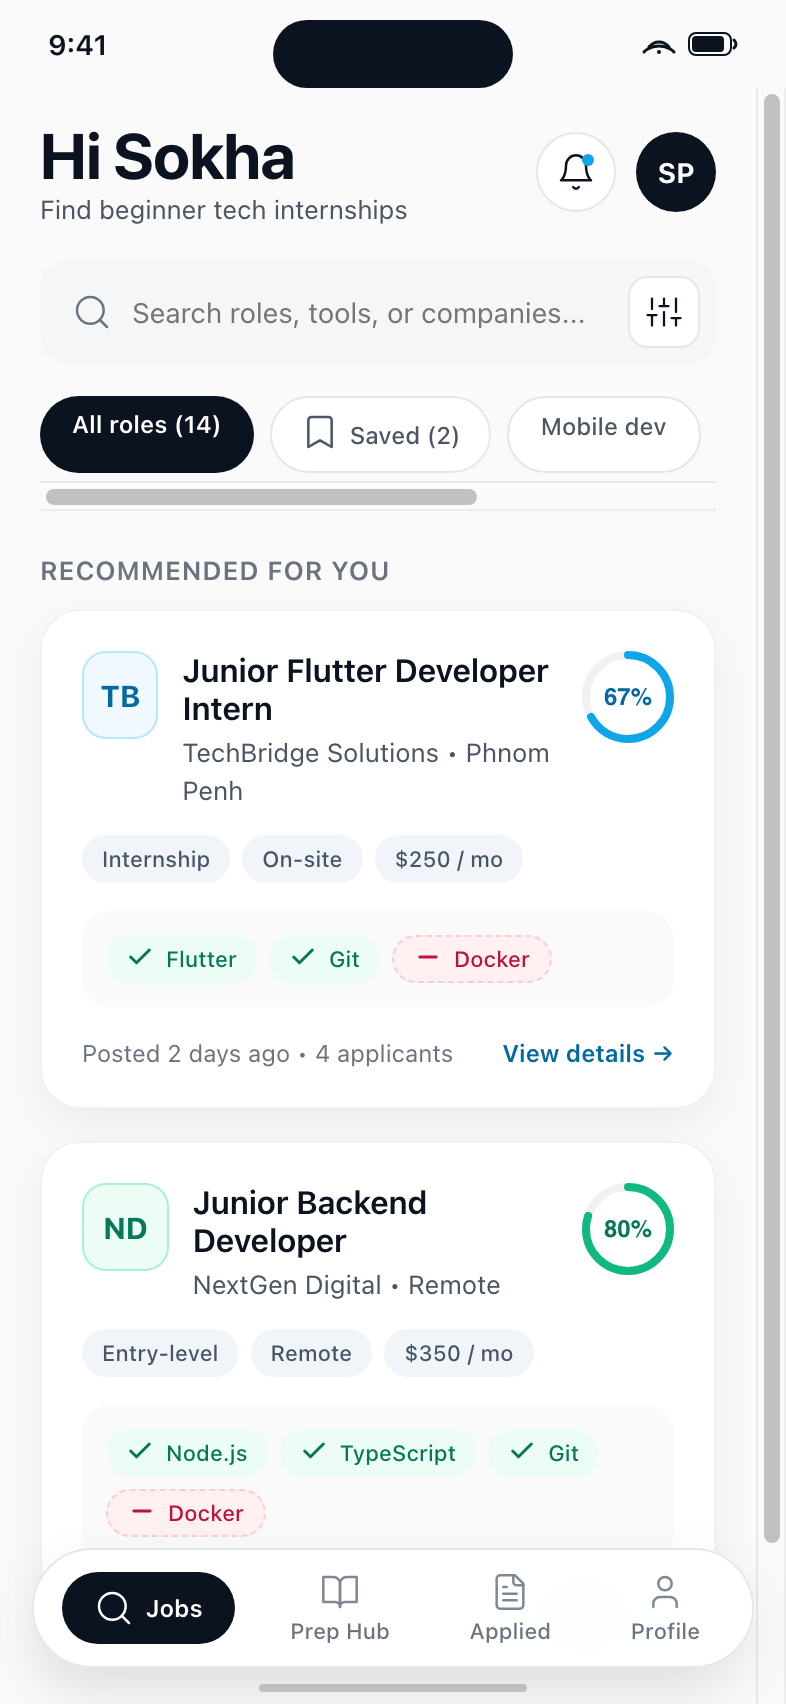 9:41
Hi Sokha
Find beginner tech internships
SP
Search roles, tools, or companies...
All roles (14)
Saved (2)
Mobile dev
RECOMMENDED FOR YOU
TB
Junior Flutter Developer
Intern
TechBridge Solutions • Phnom
Penh
67%
Internship
On-site
$250 / mo
Flutter
Git
Docker
Posted 2 days ago • 4 applicants
View details →
ND
Junior Backend
Developer
NextGen Digital • Remote
80%
Entry-level
Remote
$350 / mo
Node.js
TypeScript
Git
Docker
Jobs
Prep Hub
Applied
Profile